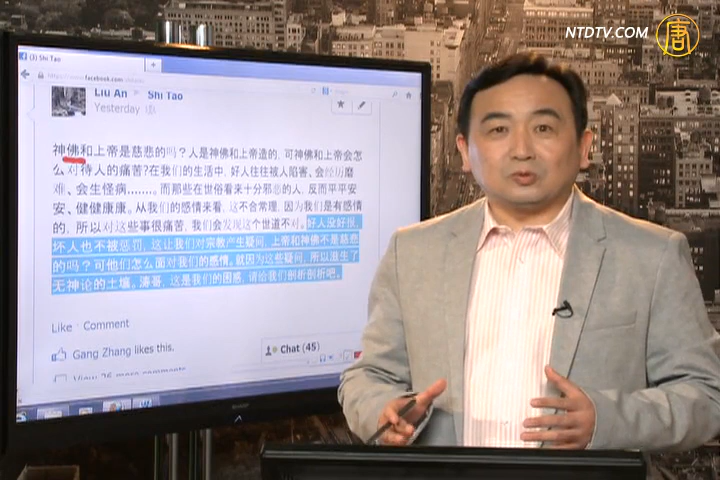 NTDTV.COM
唐
(3) Shi Tao
Liu An Shi Tao
Yesterday
神佛和上帝是慈悲的吗？人是神佛和上帝造的，可神佛和上帝会怎
么对待人的痛苦?在我们的生活中，好人往往被人陷害、会经历磨
难、会生怪病........。而那些在世俗看来十分邪恶的人，反而平平安
安、健健康康。从我们的感情来看，这不合常理，因为我们是有感情
的，所以对这些事很痛苦，我们会发现这个世道不对。好人没好报，
坏人也不被惩罚，这让我们对宗教产生疑问，上帝和神佛不是慈悲
的吗？可他们怎么面对我们的感情。就因为这些疑问，所以滋生了
无神论的土壤。涛哥，这是我们的困惑，请给我们剖析剖析吧。
Like · Comment
Gang Zhang likes this.
Chat (45)
View 26 more comments
SHARP